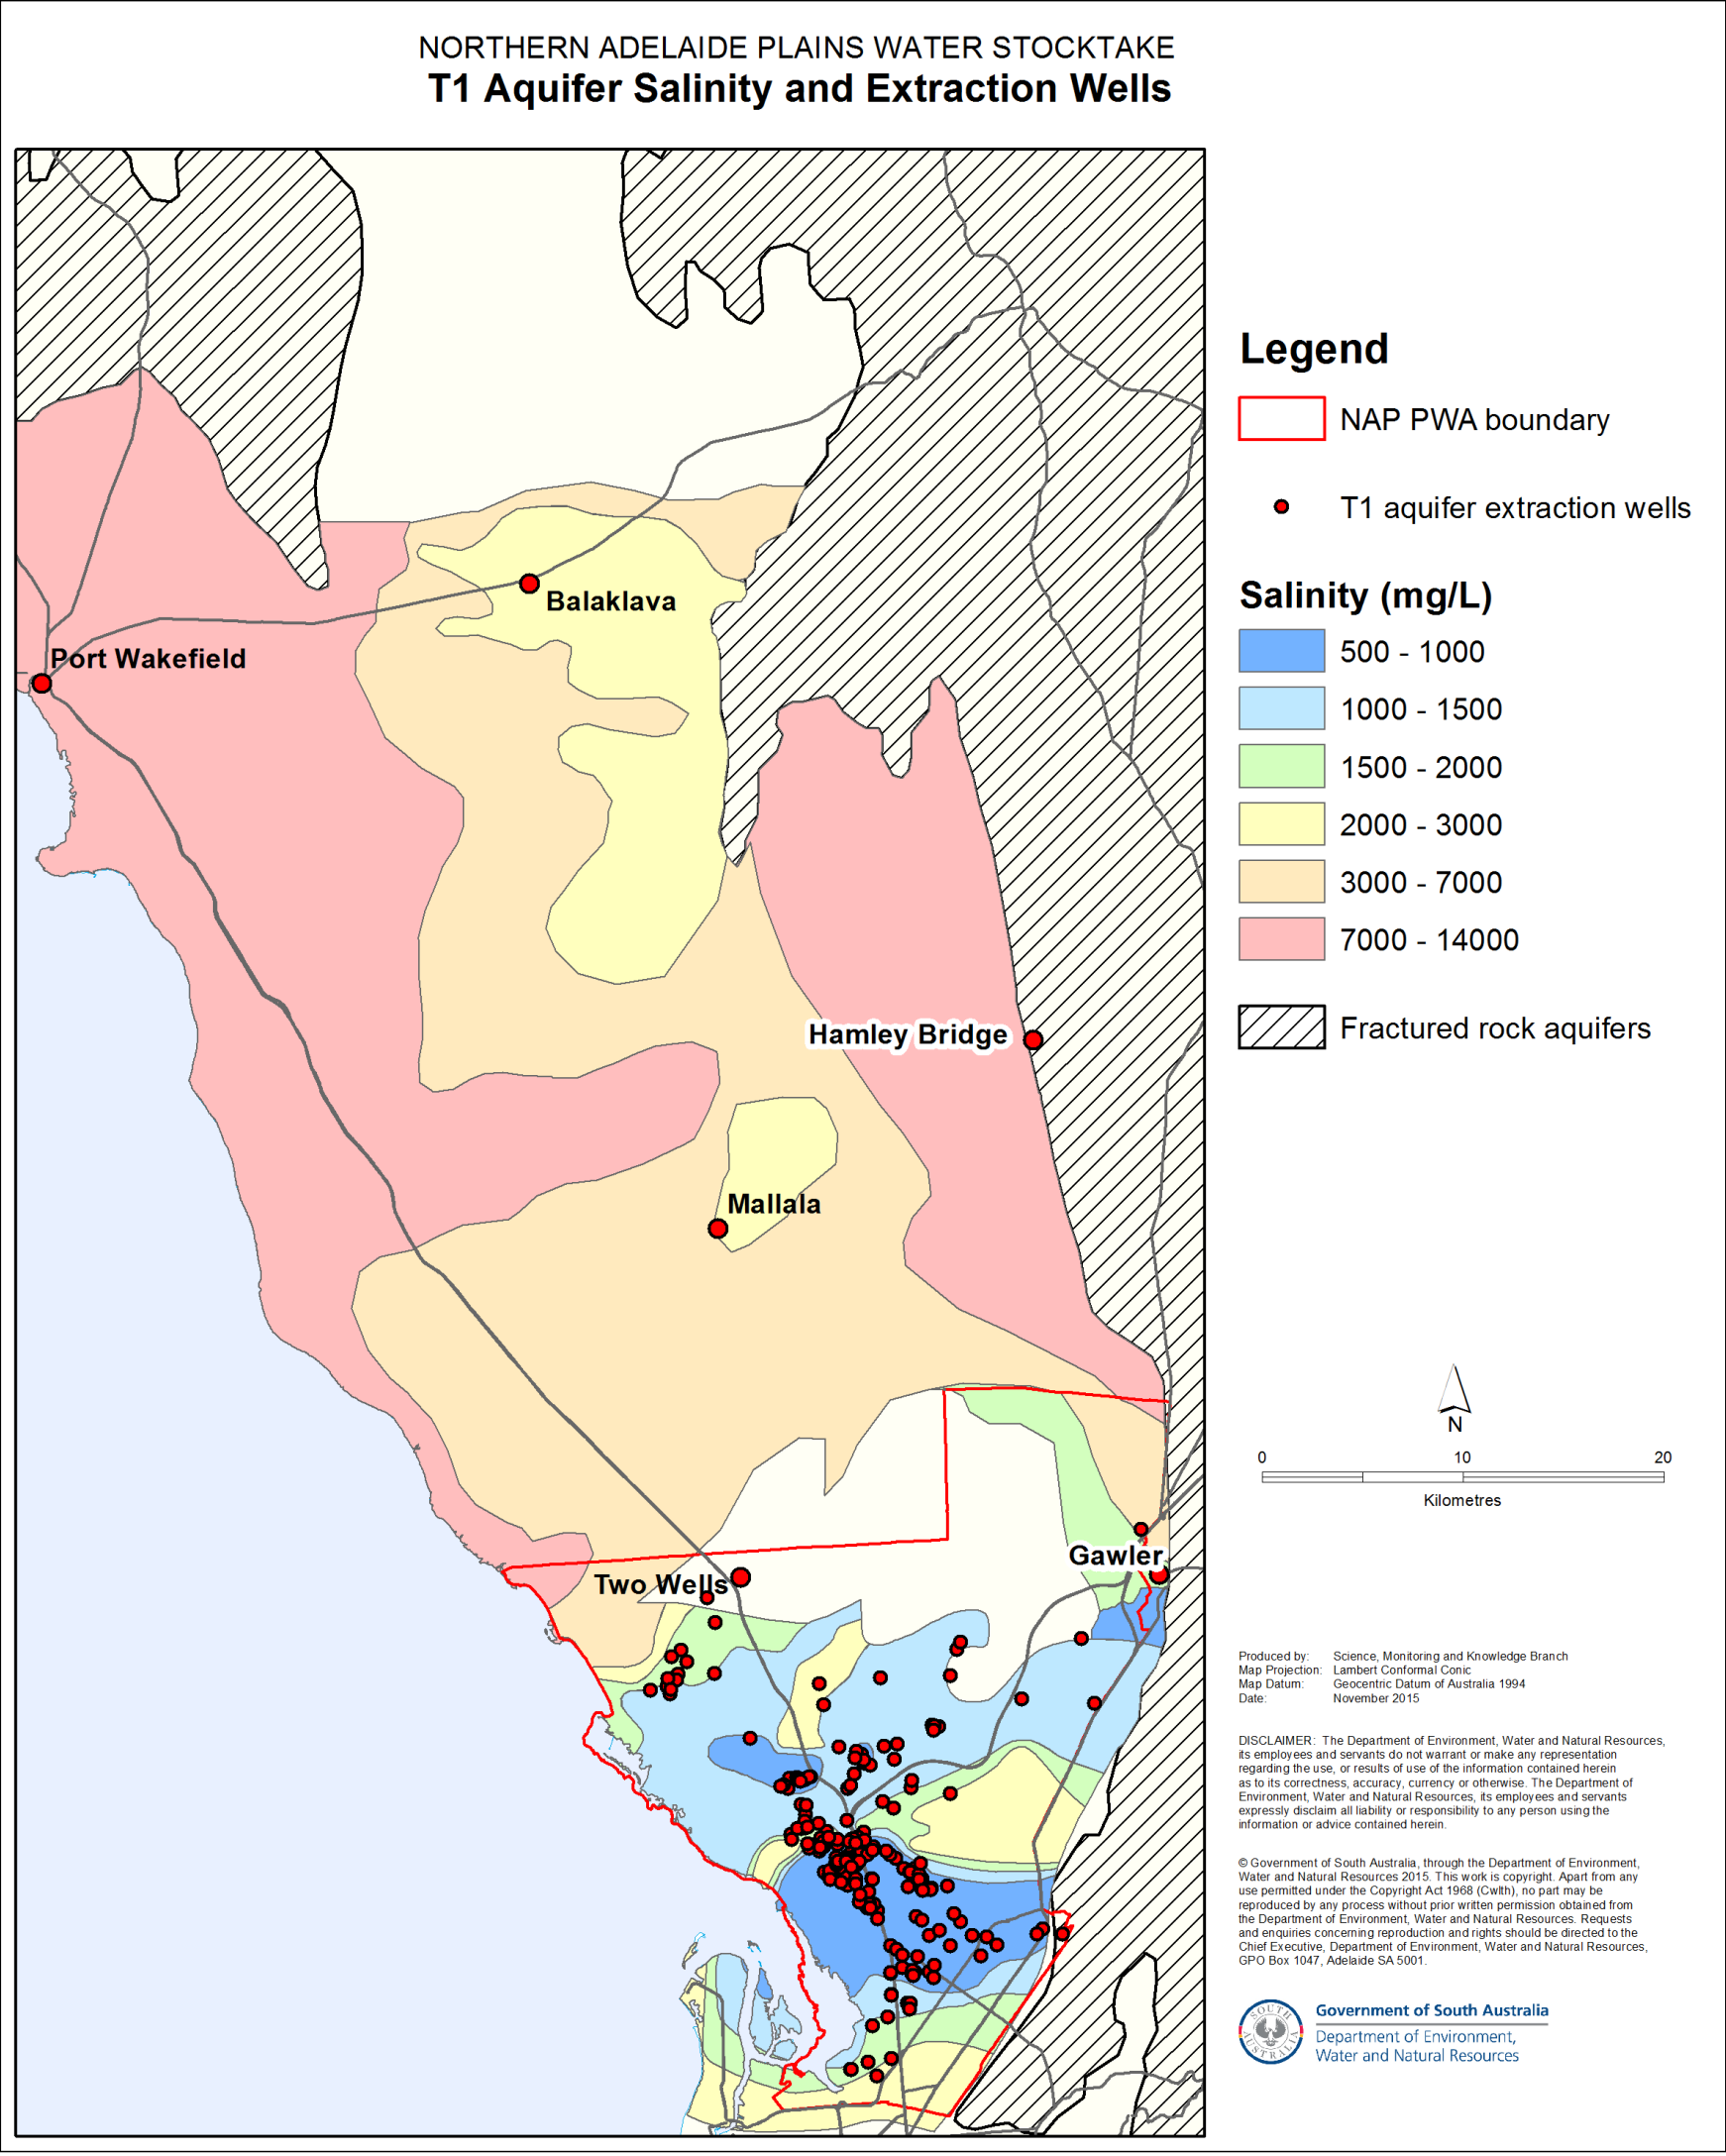 NORTHERN ADELAIDE PLAINS WATER STOCKTAKE
T1 Aquifer Salinity and Extraction Wells
Balaklava
Port Wakefield
Hamley Bridge
Mallala
Gawler
Two Wells
Legend
NAP PWA boundary
T1 aquifer extraction wells
Salinity (mg/L)
500 - 1000
1000 - 1500
1500 - 2000
2000 - 3000
3000 - 7000
7000 - 14000
Fractured rock aquifers
N
0 10 20
Kilometres
Produced by: Science, Monitoring and Knowledge Branch
Map Projection: Lambert Conformal Conic
Map Datum: Geocentric Datum of Australia 1994
Date: November 2015
DISCLAIMER: The Department of Environment, Water and Natural Resources,
its employees and servants do not warrant or make any representation
regarding the use, or results of use of the information contained herein
as to its correctness, accuracy, currency or otherwise. The Department of
Environment, Water and Natural Resources, its employees and servants
expressly disclaim all liability or responsibility to any person using the
information or advice contained herein.
© Government of South Australia, through the Department of Environment,
Water and Natural Resources 2015. This work is copyright. Apart from any
use permitted under the Copyright Act 1968 (Cwlth), no part may be
reproduced by any process without prior written permission obtained from
the Department of Environment, Water and Natural Resources. Requests
and enquiries concerning reproduction and rights should be directed to the
Chief Executive, Department of Environment, Water and Natural Resources,
GPO Box 1047, Adelaide SA 5001.
SOUTH AUSTRALIA
Government of South Australia
Department of Environment,
Water and Natural Resources